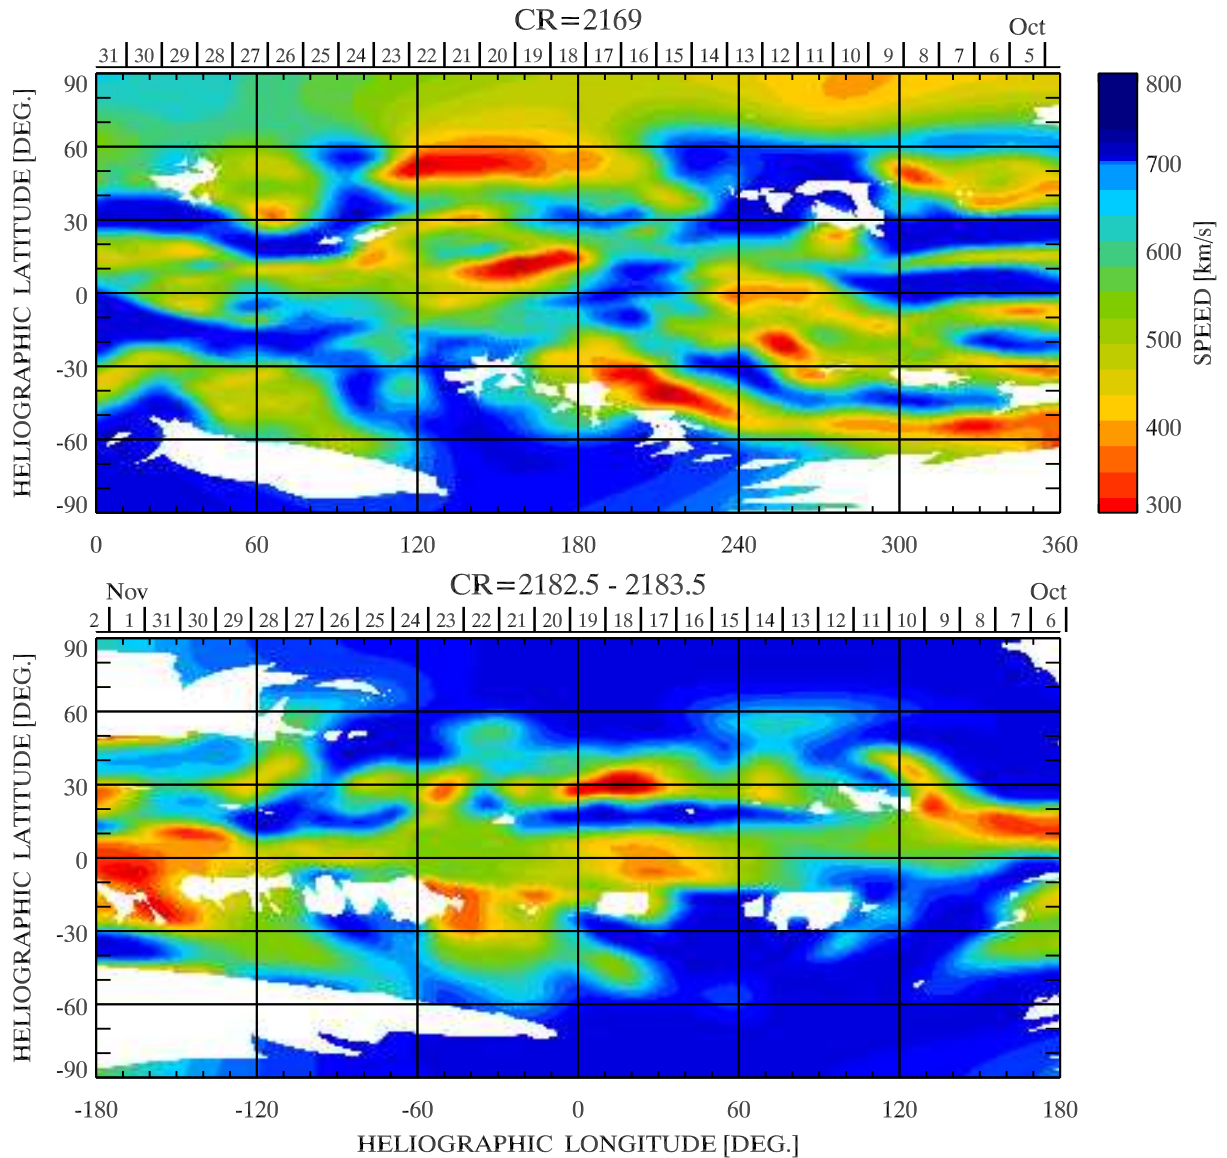 CR=2169
Oct
31 30 29 28 27 26 25 24 23 22 21 20 19 18 17 16 15 14 13 12 11 10 9 8 7 6 5
90
60
30
0
-30
-60
-90
HELIOGRAPHIC LATITUDE [DEG.]
0 60 120 180 240 300 360
800
700
600
500
400
300
SPEED [km/s]
CR=2182.5 - 2183.5
Nov
Oct
2 1 31 30 29 28 27 26 25 24 23 22 21 20 19 18 17 16 15 14 13 12 11 10 9 8 7 6
90
60
30
0
-30
-60
-90
HELIOGRAPHIC LATITUDE [DEG.]
-180 -120 -60 0 60 120 180
HELIOGRAPHIC LONGITUDE [DEG.]